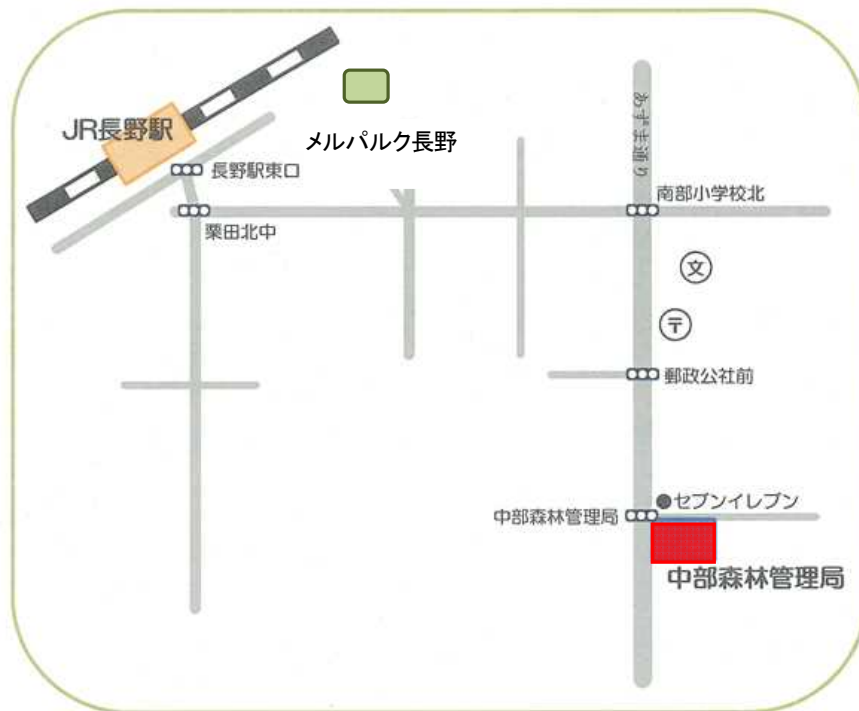 JR長野駅
メルパルク長野
あずま通り
長野駅東口
南部小学校北
栗田北中
文
〒
郵政公社前
セブンイレブン
中部森林管理局
中部森林管理局